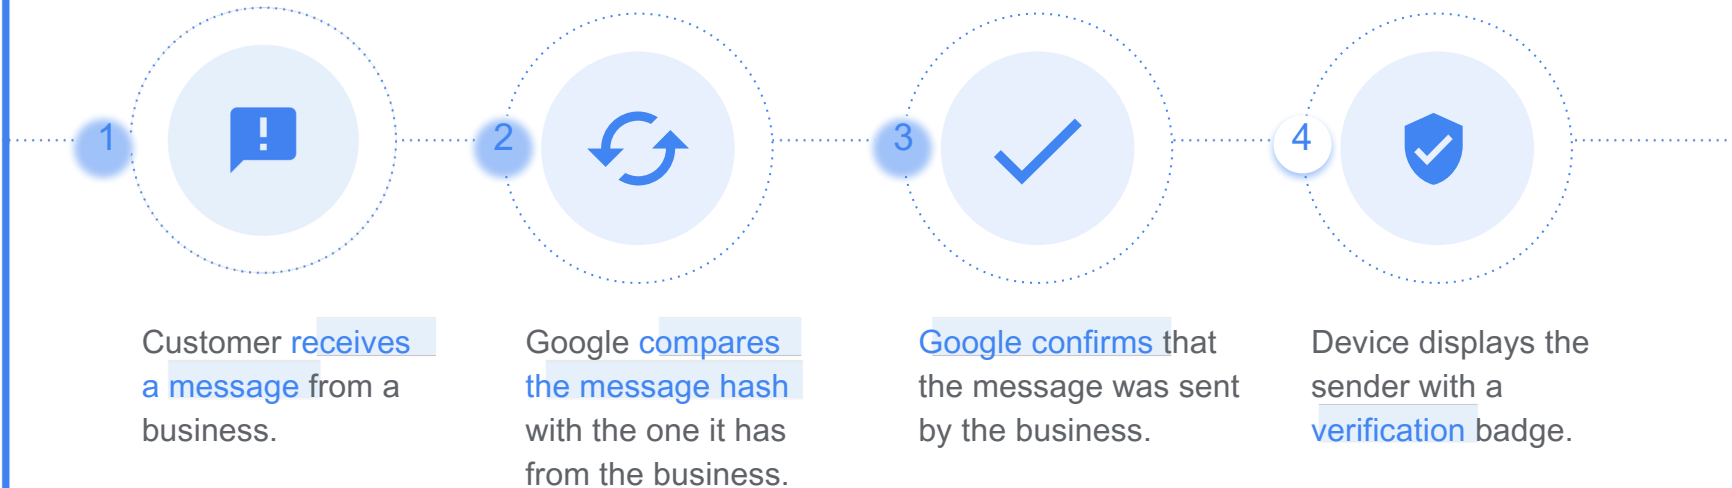 1
Customer receives
a message from a
business.
2
Google compares
the message hash
with the one it has
from the business.
3
Google confirms that
the message was sent
by the business.
4
Device displays the
sender with a
verification badge.